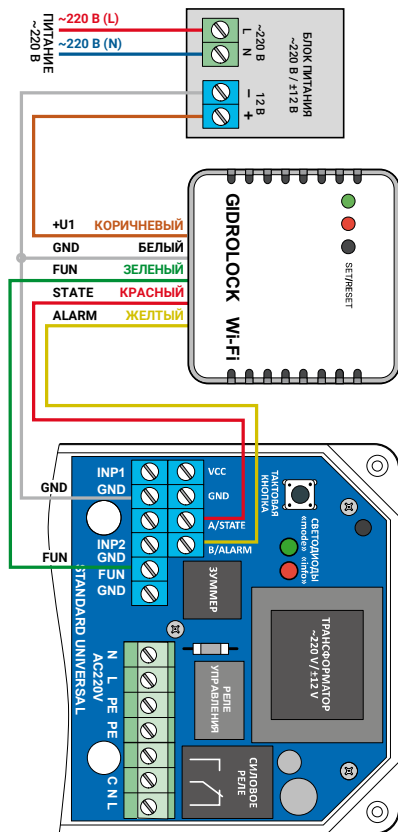 ПИТАНИЕ
~220 В
~220 В (L)
~220 В (N)
L
N
~220 В
–
+
12 В
БЛОК ПИТАНИЯ
~220 В / ±12 В
GIDROLOCK Wi-Fi
SET/RESET
+U1 КОРИЧНЕВЫЙ
GND БЕЛЫЙ
FUN ЗЕЛЕНЫЙ
STATE КРАСНЫЙ
ALARM ЖЕЛТЫЙ
GND
FUN
INP1
GND
INP2
GND
FUN
GND
VCC
GND
A/STATE
B/ALARM
ТАКТОВАЯ
КНОПКА
СВЕТОДИОДЫ
«mode» «info»
ЗУММЕР
STANDARD UNIVERSAL
ТРАНСФОРМАТОР
~220 V / ±12 V
РЕЛЕ
УПРАВЛЕНИЯ
СИЛОВОЕ
РЕЛЕ
AC220V
N
L
PE
PE
C
N
L